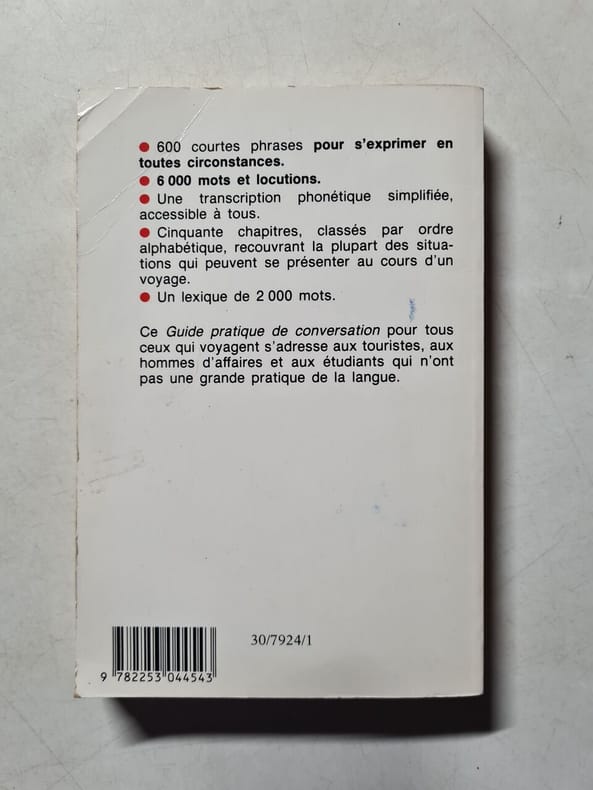 ● 600 courtes phrases pour s'exprimer en
toutes circonstances.
● 6 000 mots et locutions.
● Une transcription phonétique simplifiée,
accessible à tous.
● Cinquante chapitres, classés par ordre
alphabétique, recouvrant la plupart des situa-
tions qui peuvent se présenter au cours d'un
voyage.
● Un lexique de 2 000 mots.
Ce Guide pratique de conversation pour tous
ceux qui voyagent s'adresse aux touristes, aux
hommes d'affaires et aux étudiants qui n'ont
pas une grande pratique de la langue.
30/7924/1
9 782253 044543